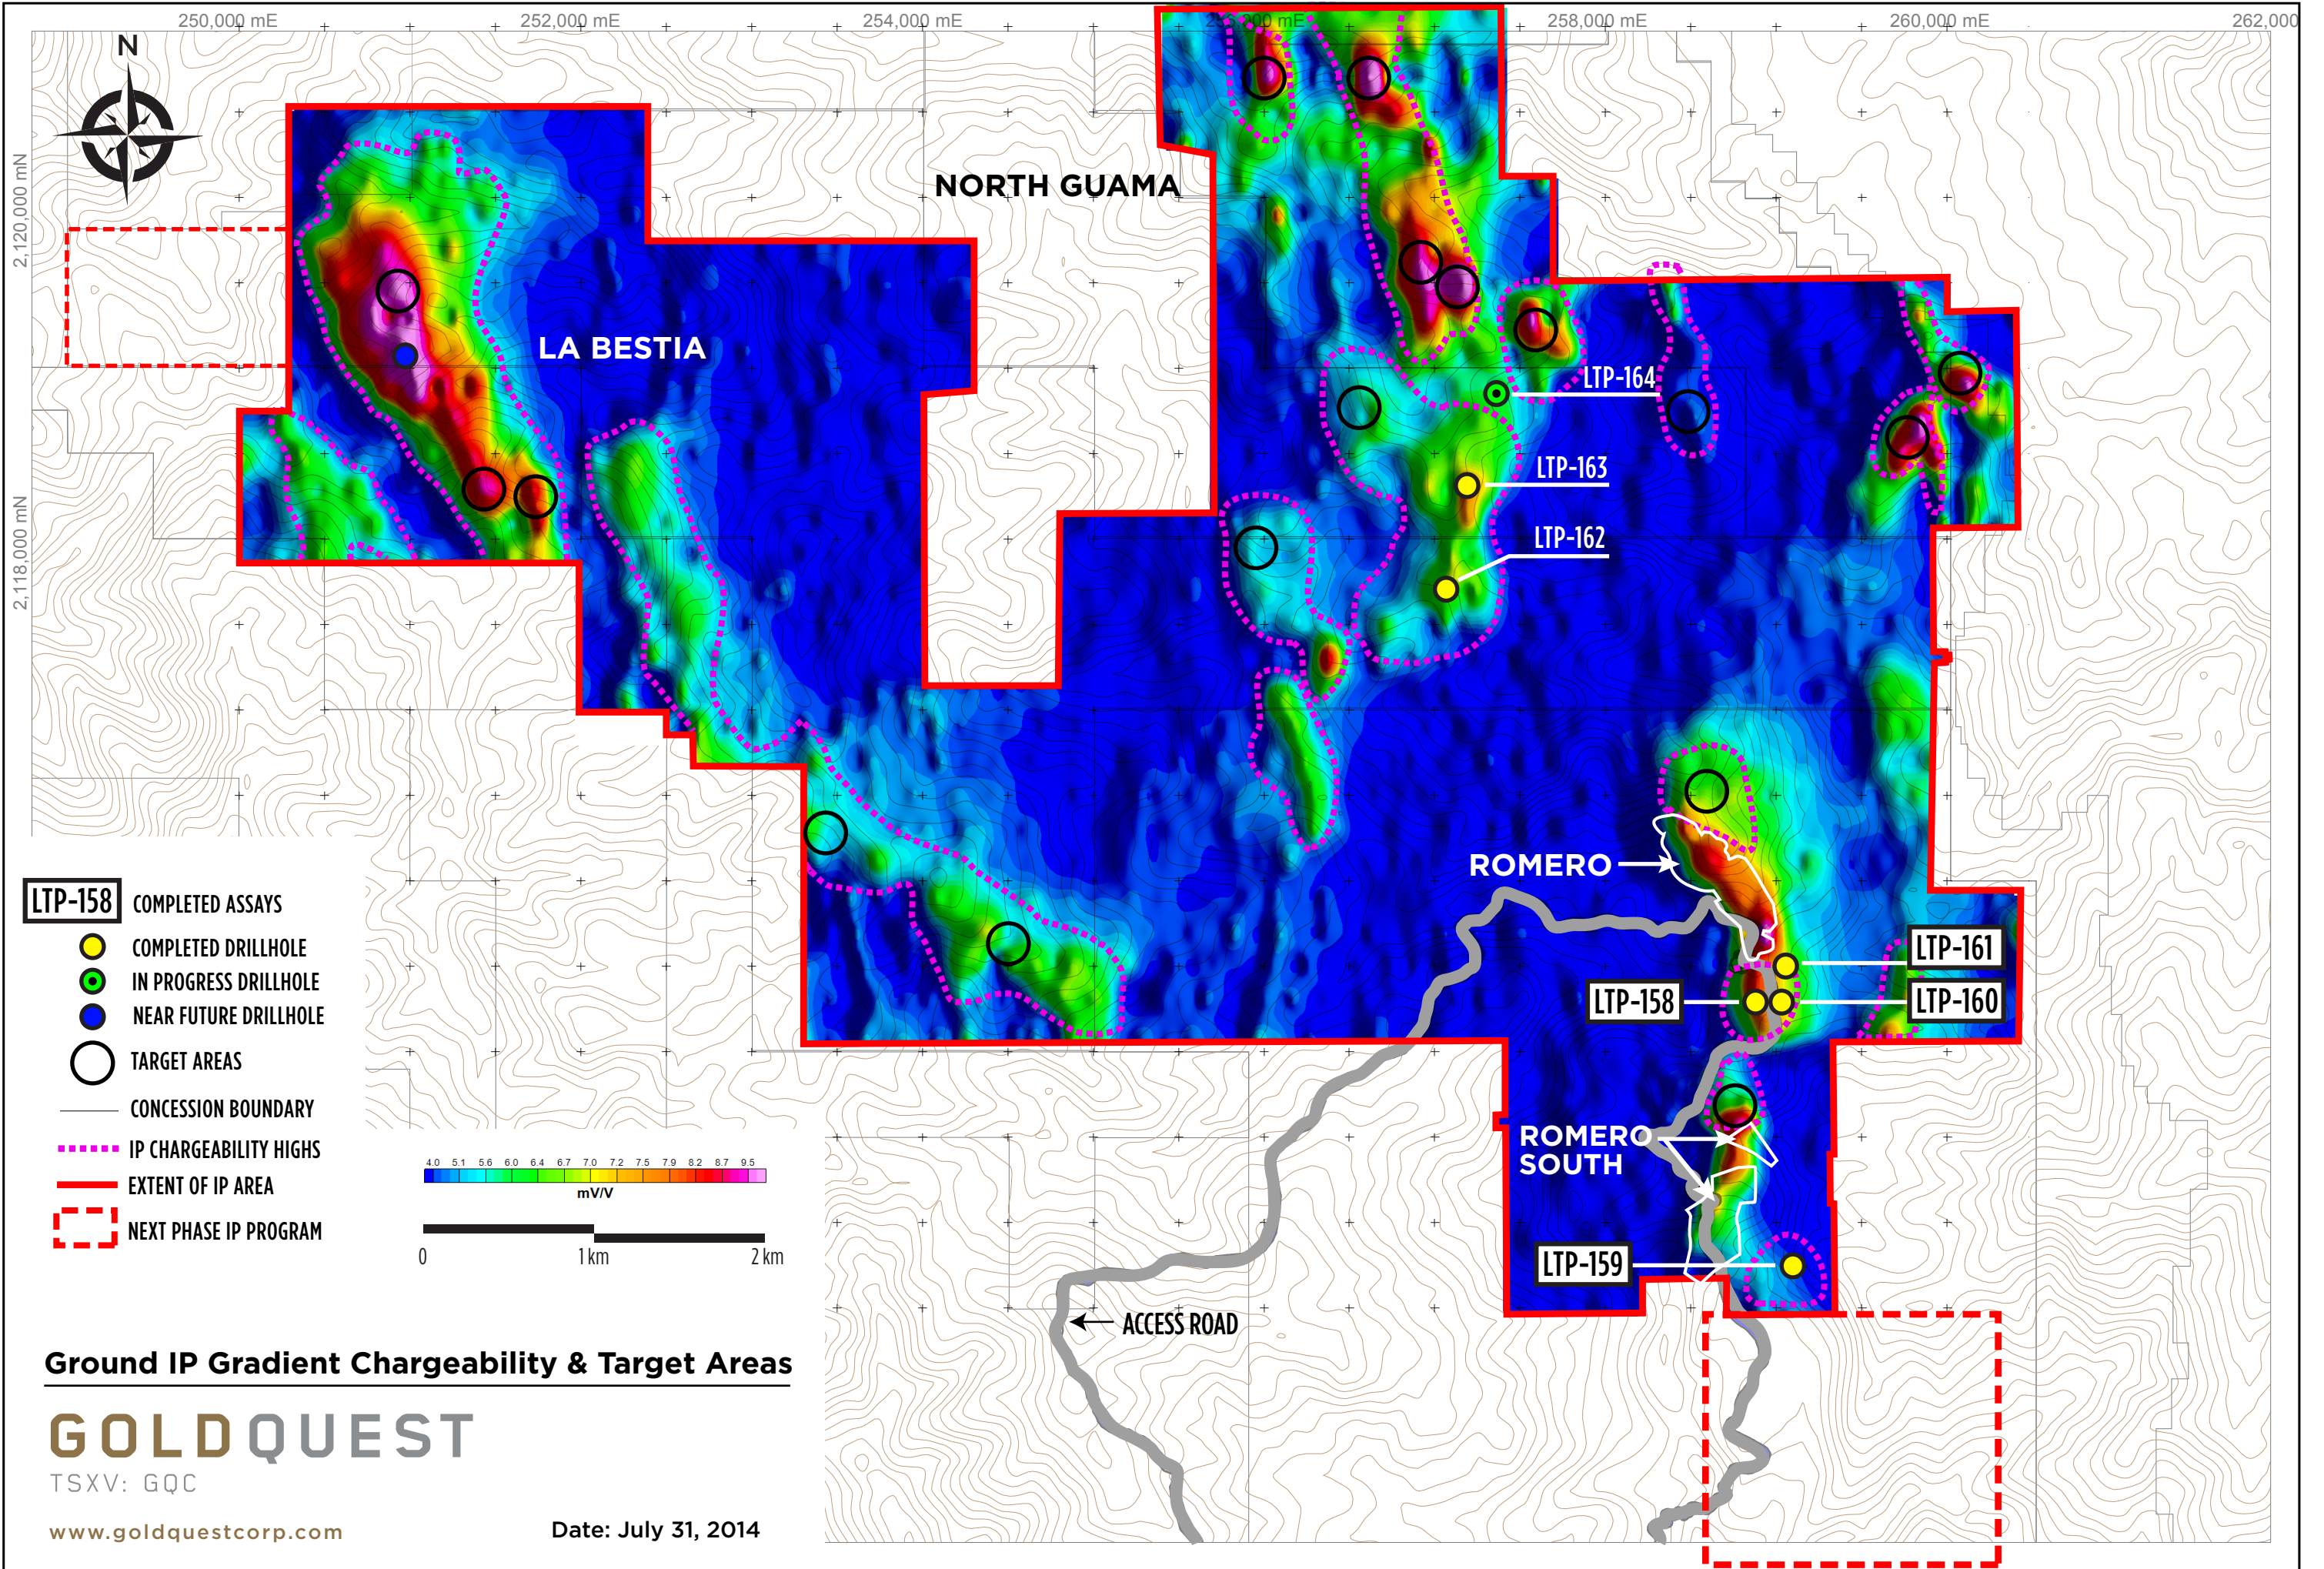 250,000 mE
252,000 mE
254,000 mE
256,000 mE
258,000 mE
260,000 mE
262,000
N
2,120,000 mN
2,118,000 mN
NORTH GUAMA
LA BESTIA
LTP-164
LTP-163
LTP-162
ROMERO
LTP-161
LTP-158
LTP-160
ROMERO
SOUTH
LTP-159
ACCESS ROAD
LTP-158 COMPLETED ASSAYS
COMPLETED DRILLHOLE
IN PROGRESS DRILLHOLE
NEAR FUTURE DRILLHOLE
TARGET AREAS
CONCESSION BOUNDARY
IP CHARGEABILITY HIGHS
EXTENT OF IP AREA
NEXT PHASE IP PROGRAM
4.0 5.1 5.6 6.0 6.4 6.7 7.0 7.2 7.5 7.9 8.2 8.7 9.5
mV/V
0 1km 2 km
Ground IP Gradient Chargeability & Target Areas
GOLDQUEST
TSXV: GQC
www.goldquestcorp.com
Date: July 31, 2014